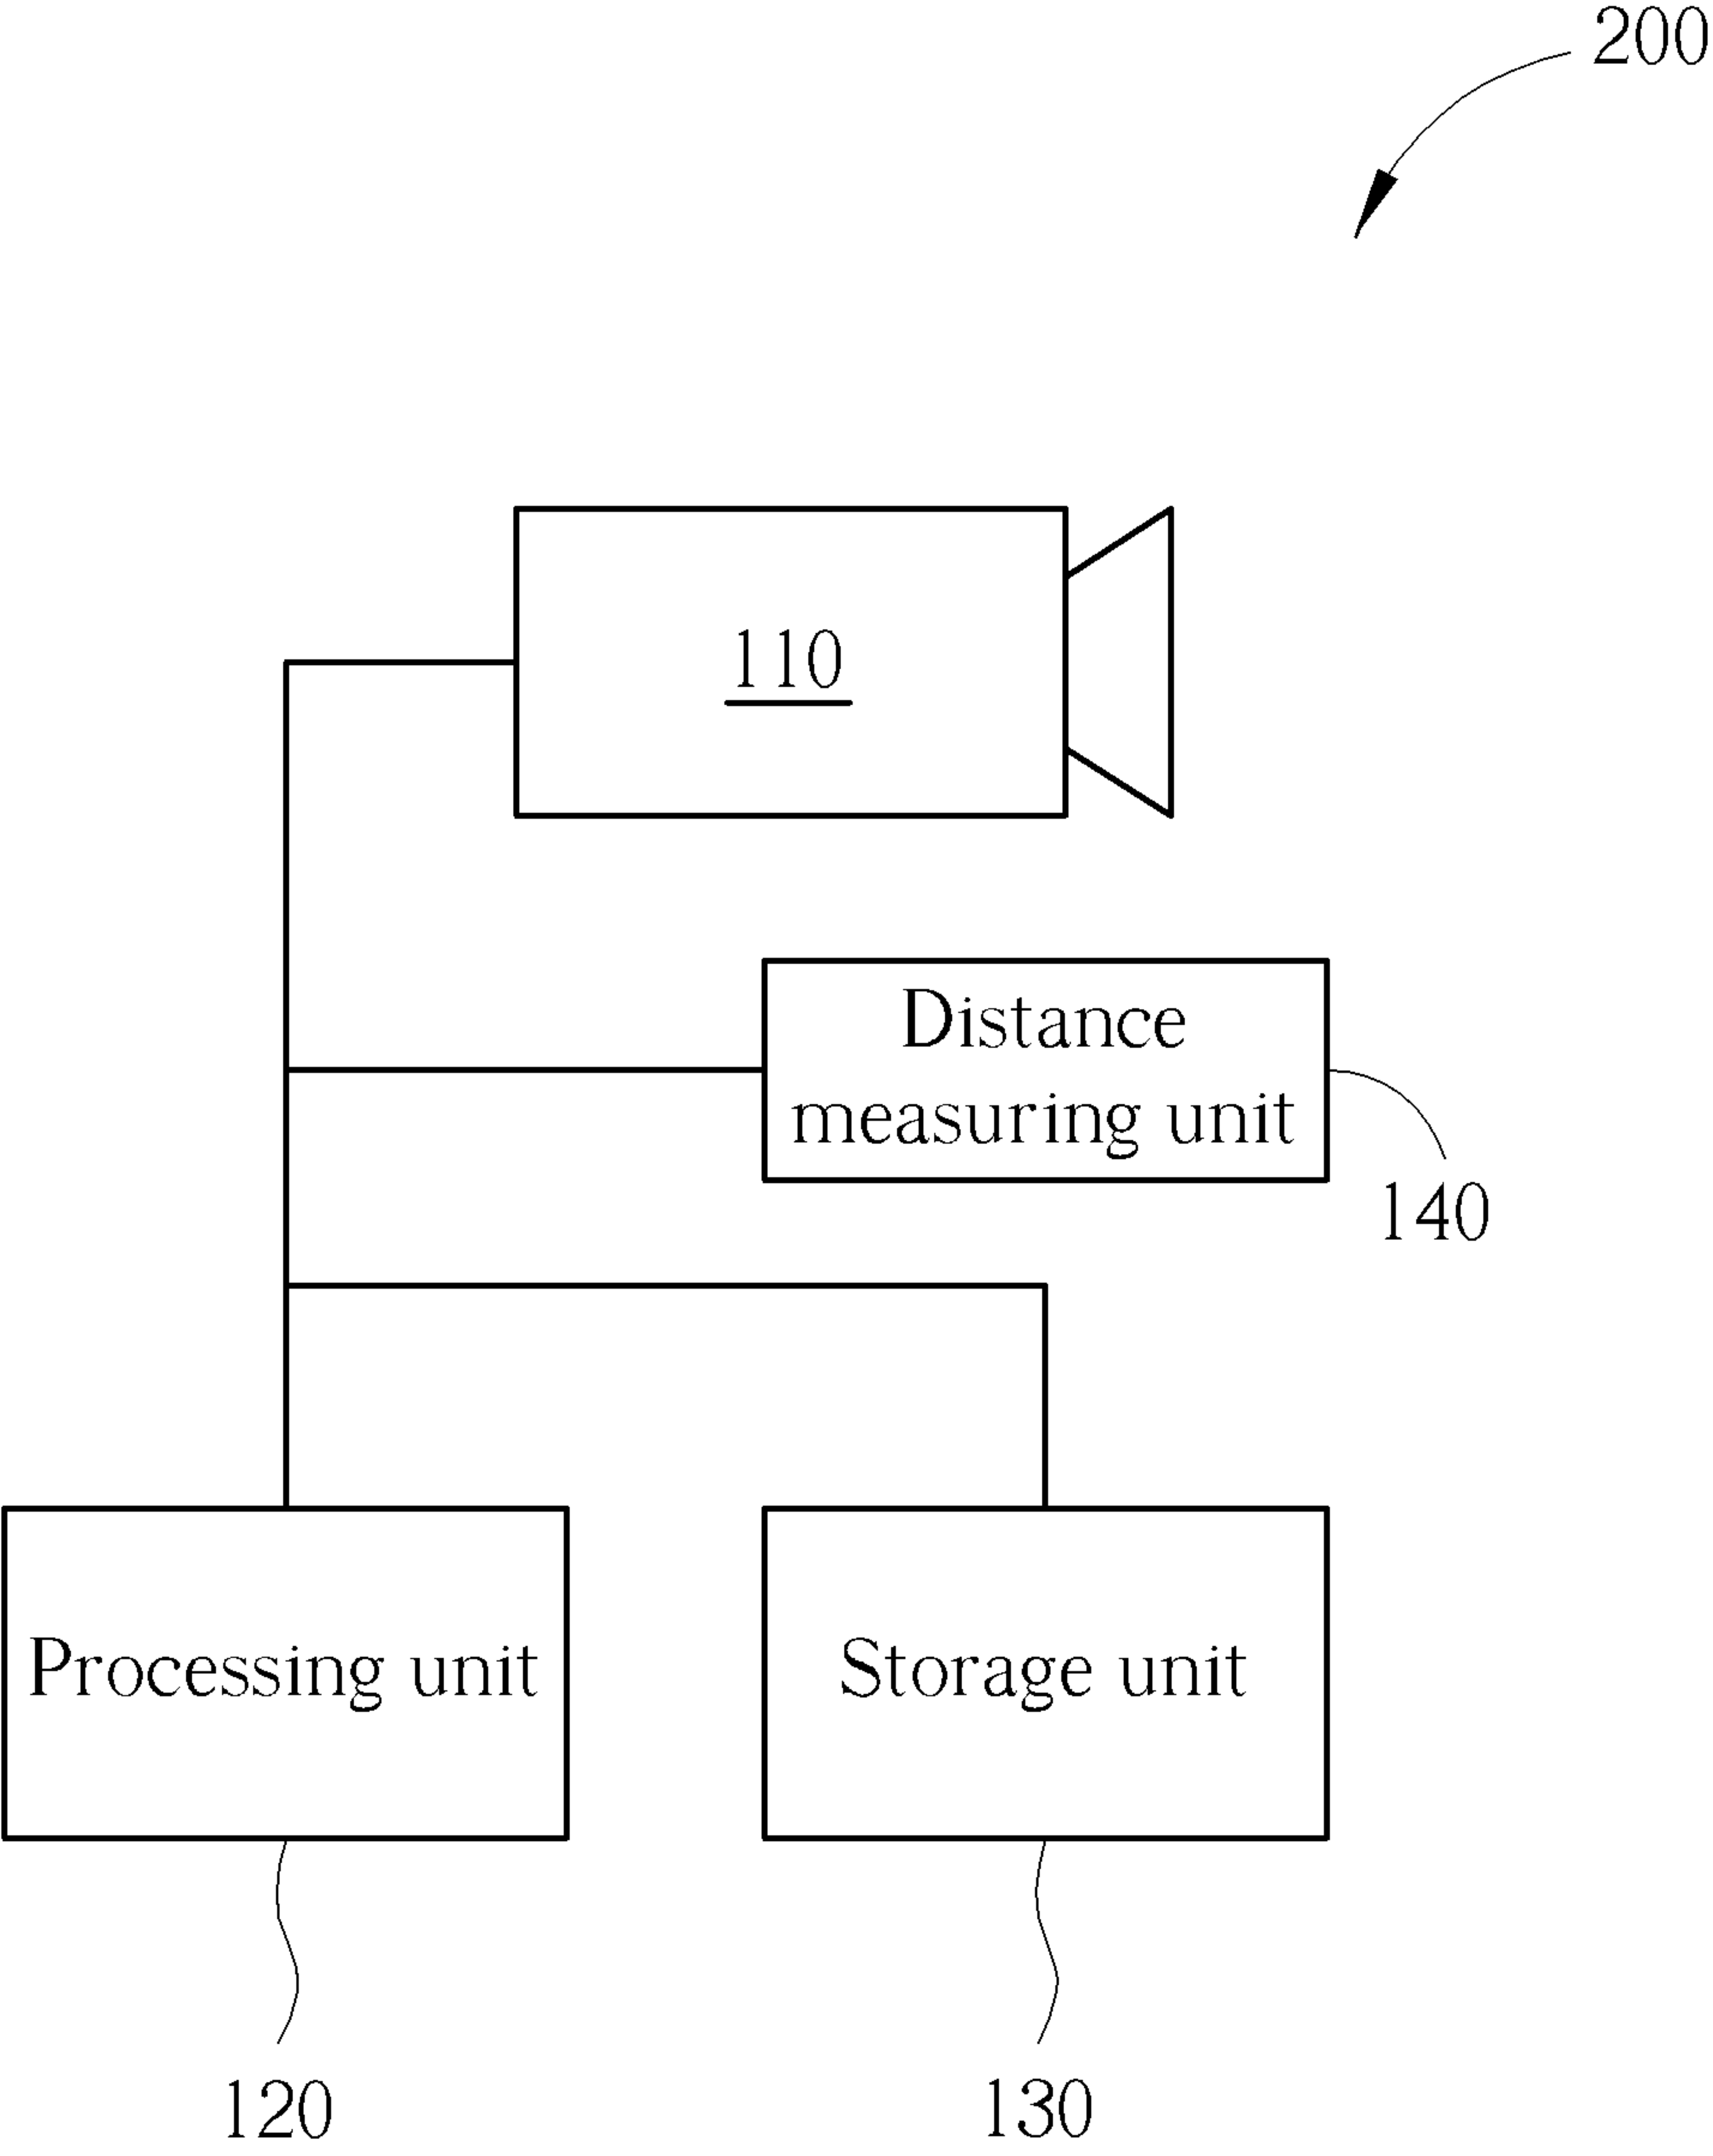 200
110
Distance
measuring unit
140
Processing unit
Storage unit
120
130